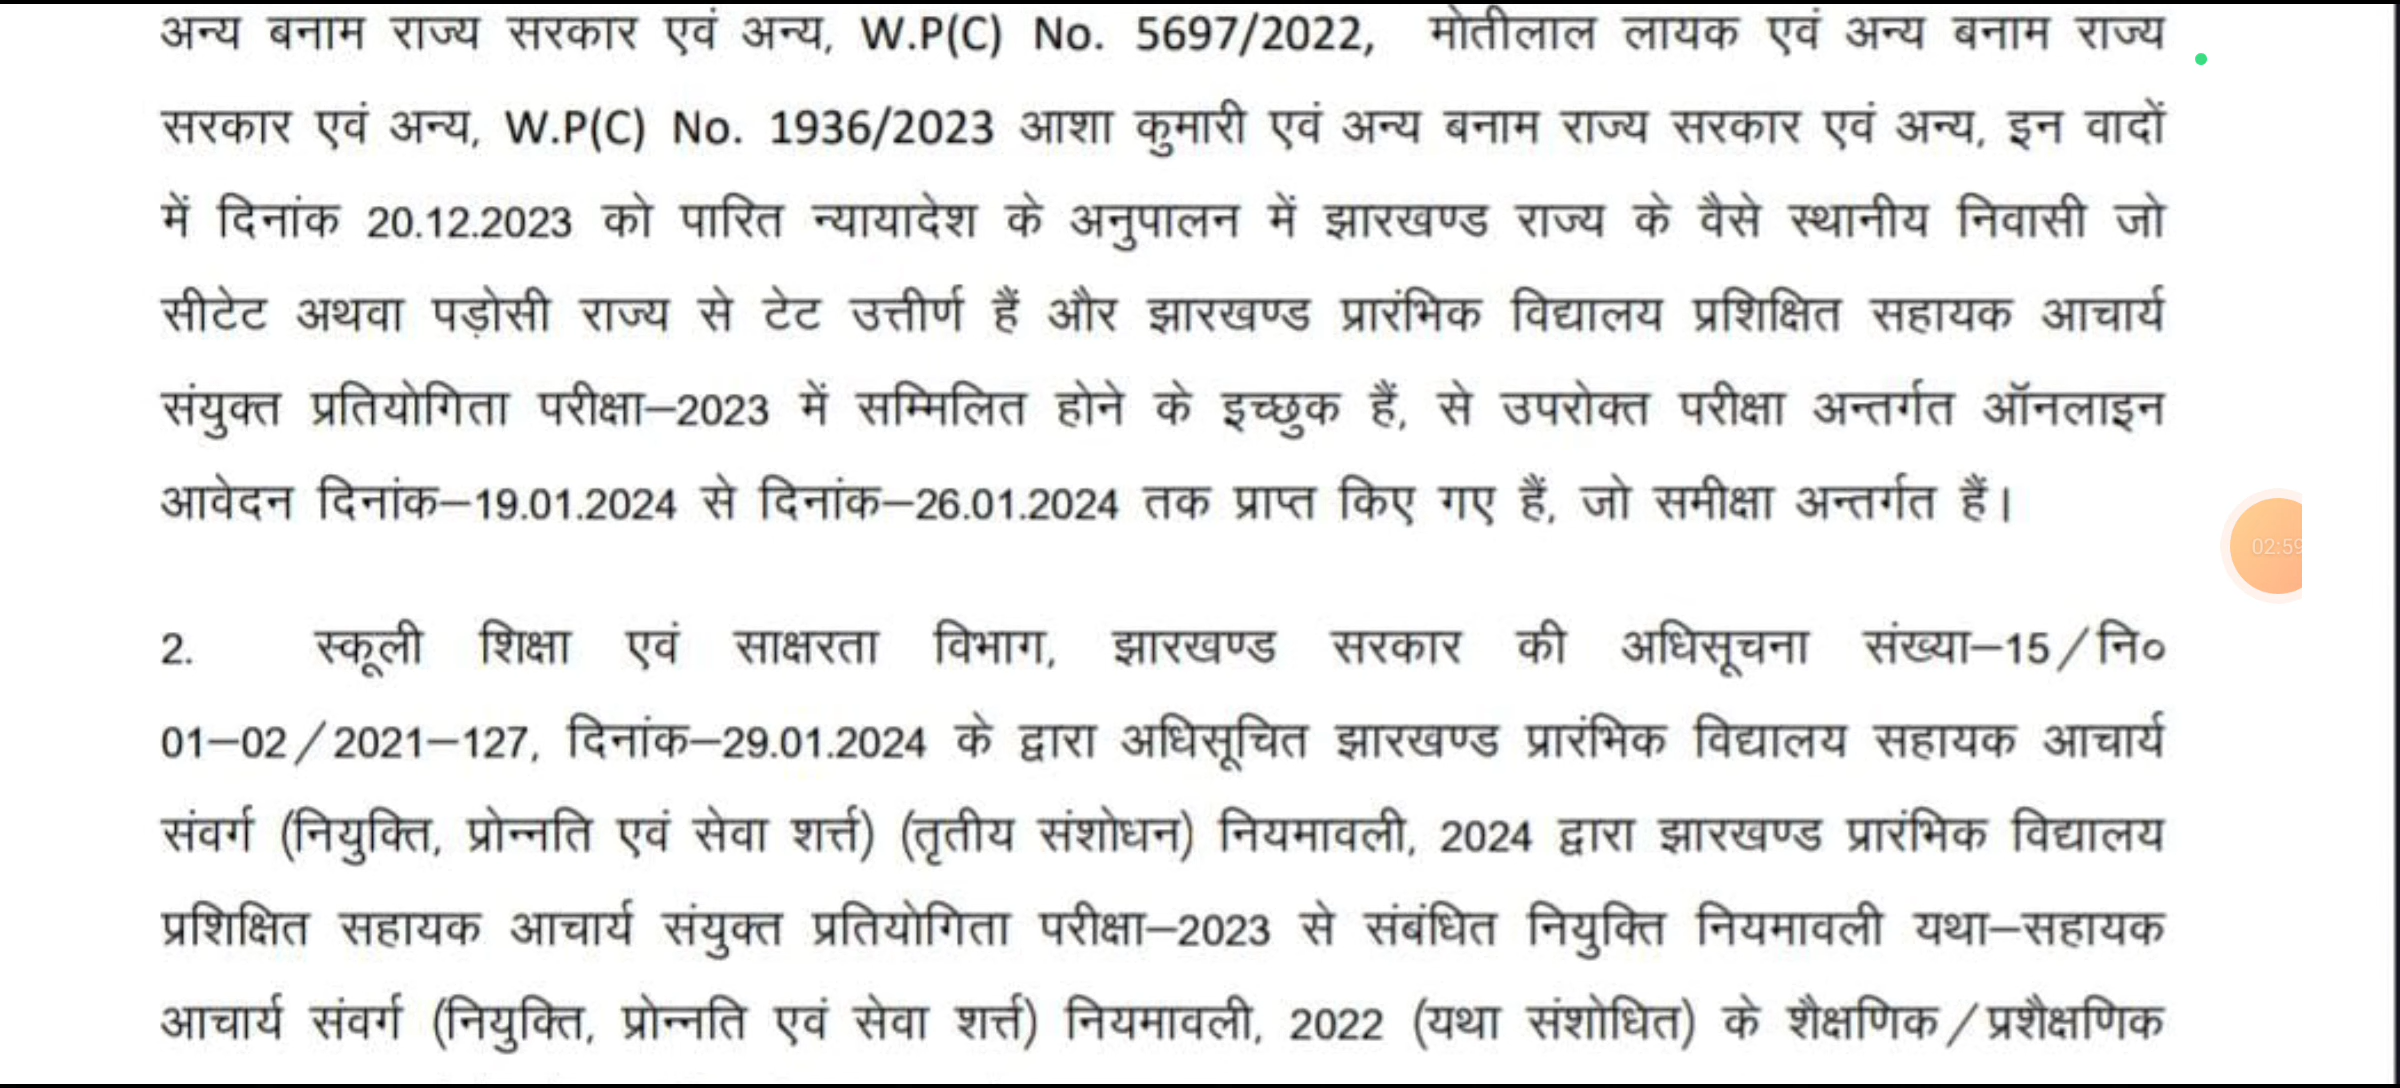 अन्य बनाम राज्य सरकार एवं अन्य, W.P(C) No. 5697/2022, मोतीलाल लायक एवं अन्य बनाम राज्य
सरकार एवं अन्य, W.P(C) No. 1936/2023 आशा कुमारी एवं अन्य बनाम राज्य सरकार एवं अन्य, इन वादों
में दिनांक 20.12.2023 को पारित न्यायादेश के अनुपालन में झारखण्ड राज्य के वैसे स्थानीय निवासी जो
सीटेट अथवा पड़ोसी राज्य से टेट उत्तीर्ण हैं और झारखण्ड प्रारंभिक विद्यालय प्रशिक्षित सहायक आचार्य
संयुक्त प्रतियोगिता परीक्षा–2023 में सम्मिलित होने के इच्छुक हैं, से उपरोक्त परीक्षा अन्तर्गत ऑनलाइन
आवेदन दिनांक–19.01.2024 से दिनांक–26.01.2024 तक प्राप्त किए गए हैं, जो समीक्षा अन्तर्गत हैं।
02:59
2. स्कूली शिक्षा एवं साक्षरता विभाग, झारखण्ड सरकार की अधिसूचना संख्या–15/नि०
01–02/2021–127, दिनांक–29.01.2024 के द्वारा अधिसूचित झारखण्ड प्रारंभिक विद्यालय सहायक आचार्य
संवर्ग (नियुक्ति, प्रोन्नति एवं सेवा शर्त्त) (तृतीय संशोधन) नियमावली, 2024 द्वारा झारखण्ड प्रारंभिक विद्यालय
प्रशिक्षित सहायक आचार्य संयुक्त प्रतियोगिता परीक्षा–2023 से संबंधित नियुक्ति नियमावली यथा–सहायक
आचार्य संवर्ग (नियुक्ति, प्रोन्नति एवं सेवा शर्त्त) नियमावली, 2022 (यथा संशोधित) के शैक्षणिक/प्रशैक्षणिक